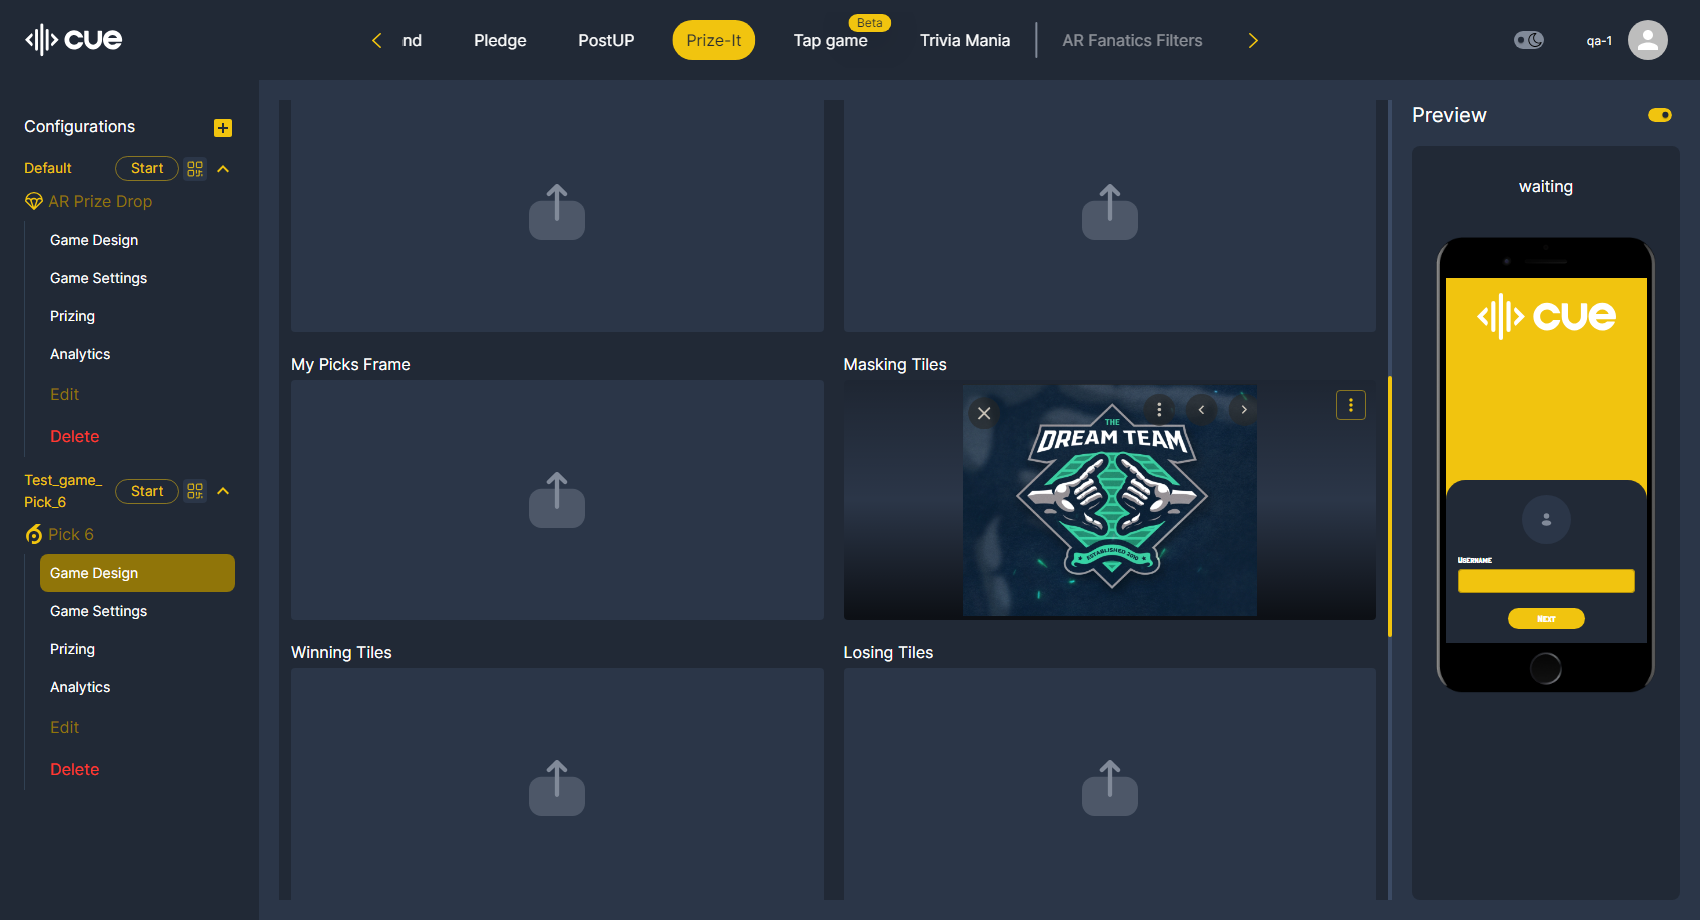 cue
nd
Pledge
PostUP
Prize-It
Beta
Tap game
Trivia Mania
AR Fanatics Filters
qa-1
Configurations
Default
Start
AR Prize Drop
Game Design
Game Settings
Prizing
Analytics
Edit
Delete
Test_game_
Pick_6
Start
Pick 6
Game Design
Game Settings
Prizing
Analytics
Edit
Delete
My Picks Frame
Masking Tiles
THE
DREAM TEAM
ESTABLISHED 2010
Winning Tiles
Losing Tiles
Preview
waiting
cue
Username
Next